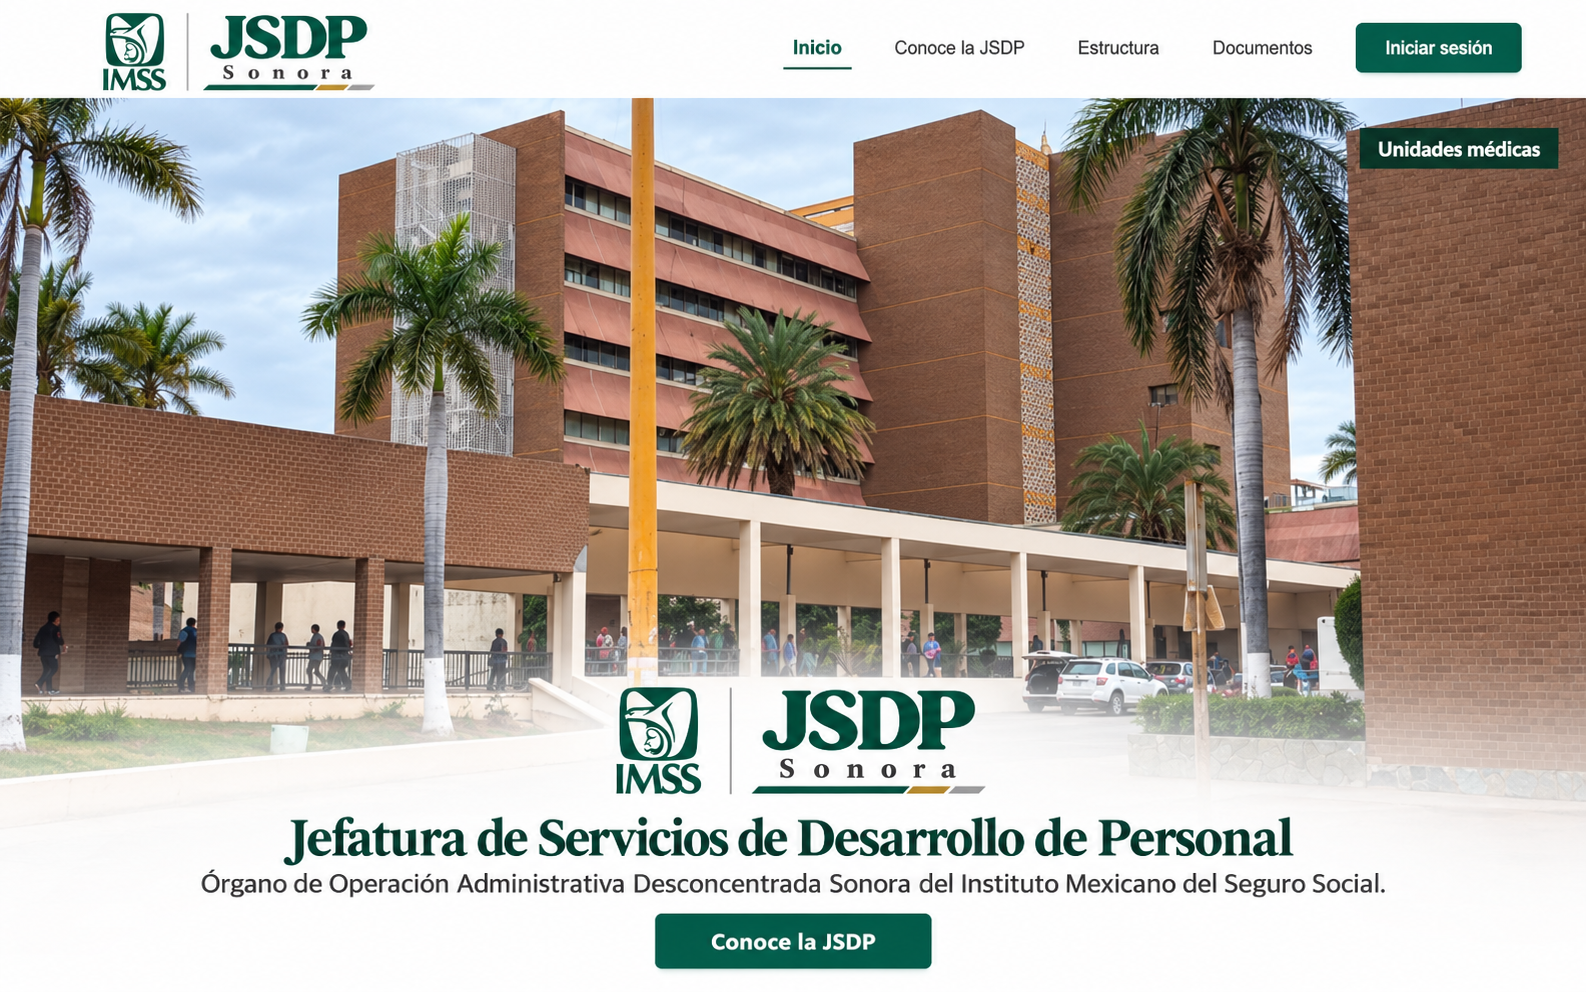 IMSS
JSDP
Sonora
Inicio
Conoce la JSDP
Estructura
Documentos
Iniciar sesión
Unidades médicas
IMSS
JSDP
Sonora
Jefatura de Servicios de Desarrollo de Personal
Órgano de Operación Administrativa Desconcentrada Sonora del Instituto Mexicano del Seguro Social.
Conoce la JSDP